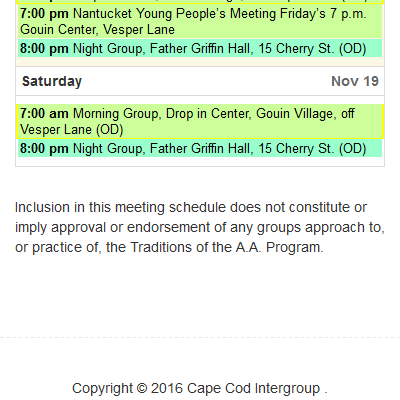 7:00 pm Nantucket Young People's Meeting Friday's 7 p.m.
Gouin Center, Vesper Lane
8:00 pm Night Group, Father Griffin Hall, 15 Cherry St. (OD)
Saturday Nov 19
7:00 am Morning Group, Drop in Center, Gouin Village, off
Vesper Lane (OD)
8:00 pm Night Group, Father Griffin Hall, 15 Cherry St. (OD)
Inclusion in this meeting schedule does not constitute or
imply approval or endorsement of any groups approach to,
or practice of, the Traditions of the A.A. Program.
Copyright © 2016 Cape Cod Intergroup .